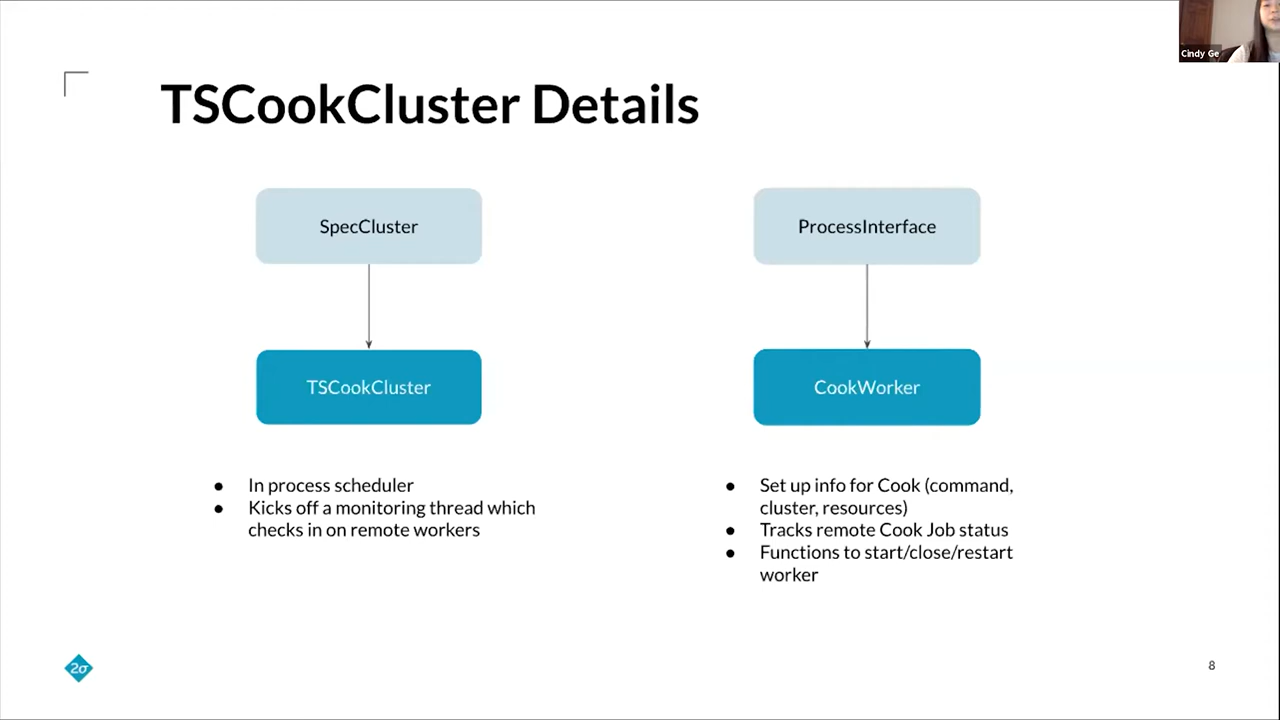 Cindy Ge
TSCookCluster Details
SpecCluster
TSCookCluster
● In process scheduler
● Kicks off a monitoring thread which
checks in on remote workers
ProcessInterface
CookWorker
● Set up info for Cook (command,
cluster, resources)
● Tracks remote Cook Job status
● Functions to start/close/restart
worker
2σ
8